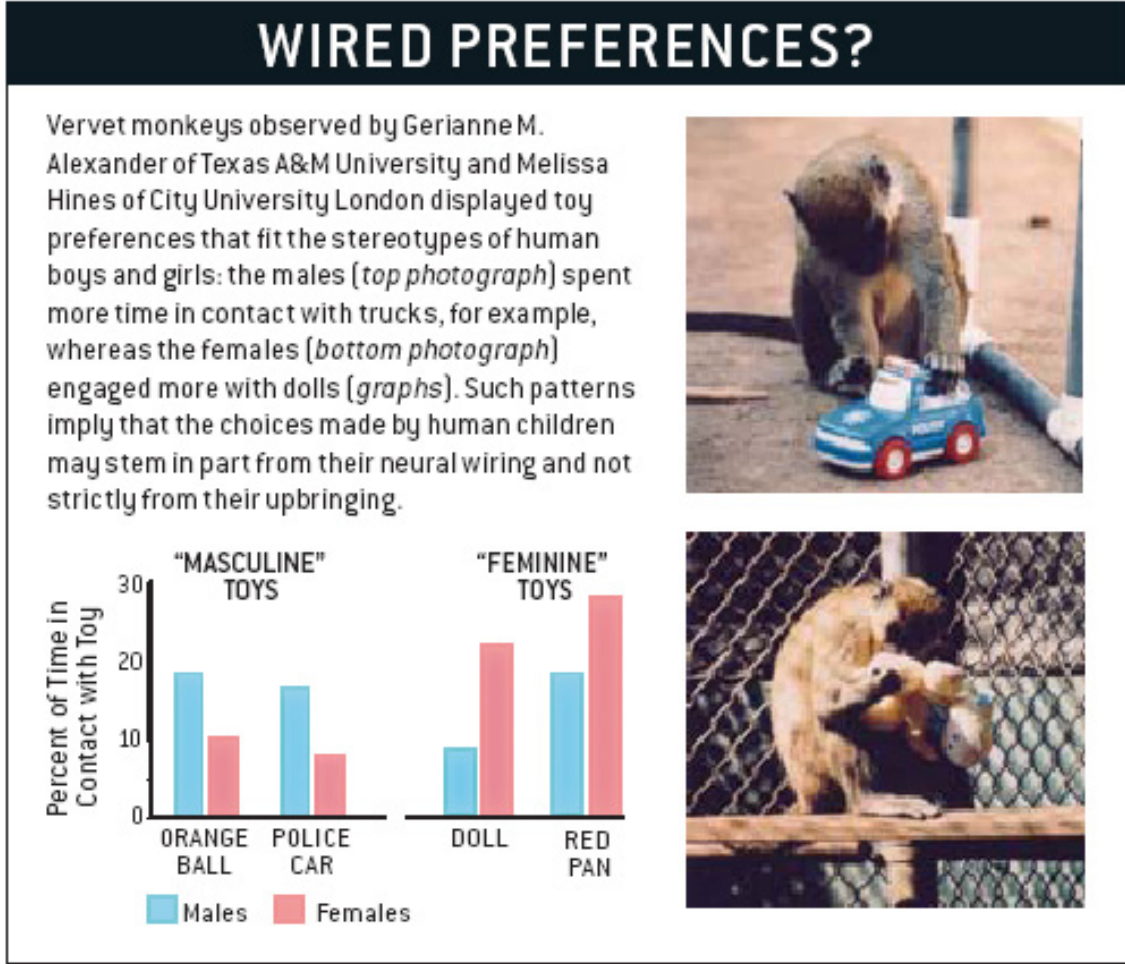 WIRED PREFERENCES?
Vervet monkeys observed by Gerianne M.
Alexander of Texas A&M University and Melissa
Hines of City University London displayed toy
preferences that fit the stereotypes of human
boys and girls: the males (top photograph) spent
more time in contact with trucks, for example,
whereas the females (bottom photograph)
engaged more with dolls (graphs). Such patterns
imply that the choices made by human children
may stem in part from their neural wiring and not
strictly from their upbringing.
"MASCULINE"
TOYS
"FEMININE"
TOYS
Percent of Time in
Contact with Toy
30
20
10
0
ORANGE
BALL
POLICE
CAR
DOLL
RED
PAN
Males
Females
POLICE